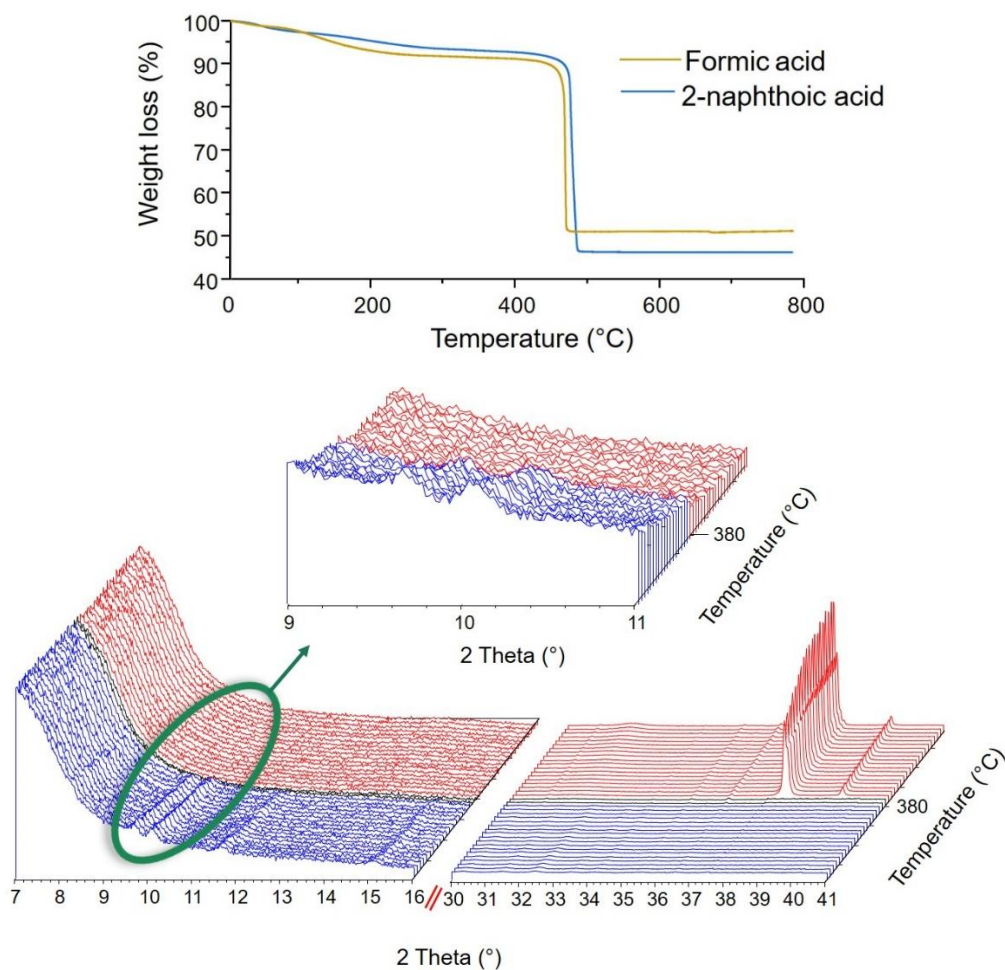 100
90
80
70
60
50
40
Weight loss (%)
Formic acid
2-naphthoic acid
0 200 400 600 800
Temperature (°C)
380
Temperature (°C)
9 10 11
2 Theta (°)
380
Temperature (°C)
7 8 9 10 11 12 13 14 15 16 // 30 31 32 33 34 35 36 37 38 39 40 41
2 Theta (°)